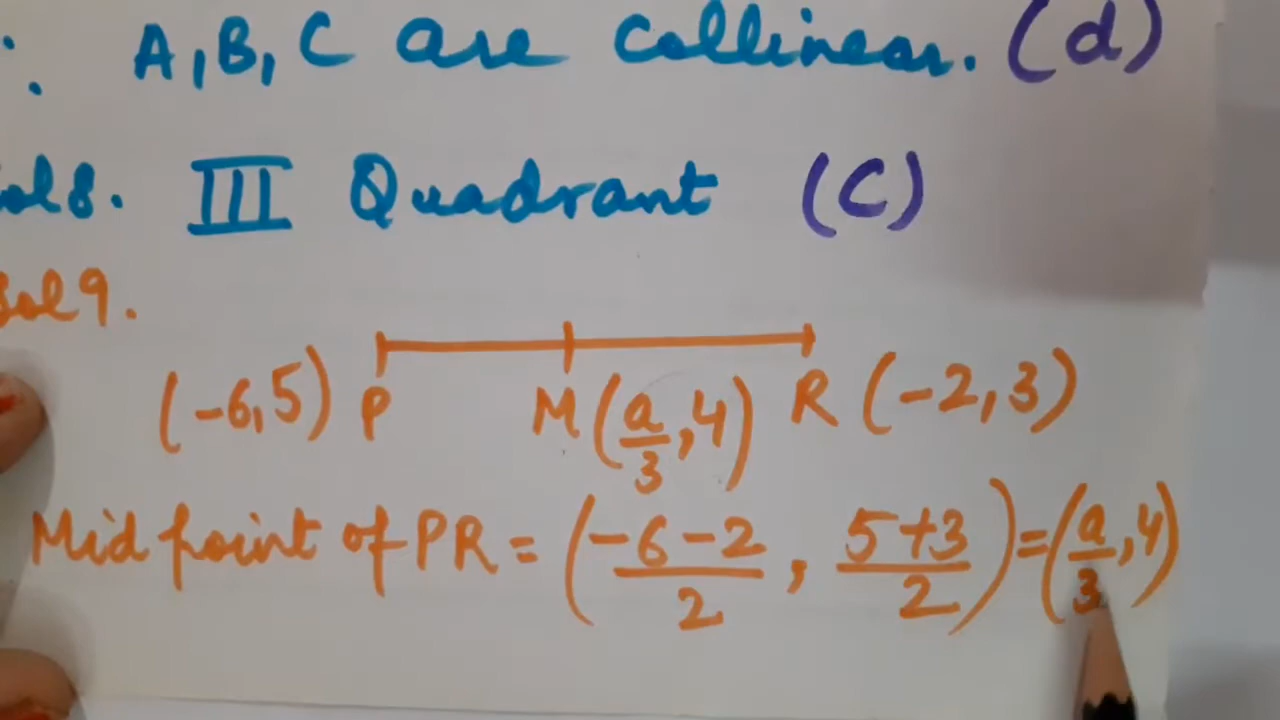 : A,B,C are collinear. (d)
ol8. III Quadrant (C)
Sol9.
(-6,5) P M(a/3,4) R (-2,3)
Mid point of PR = (-6-2/2, 5+3/2) = (a/3,4)